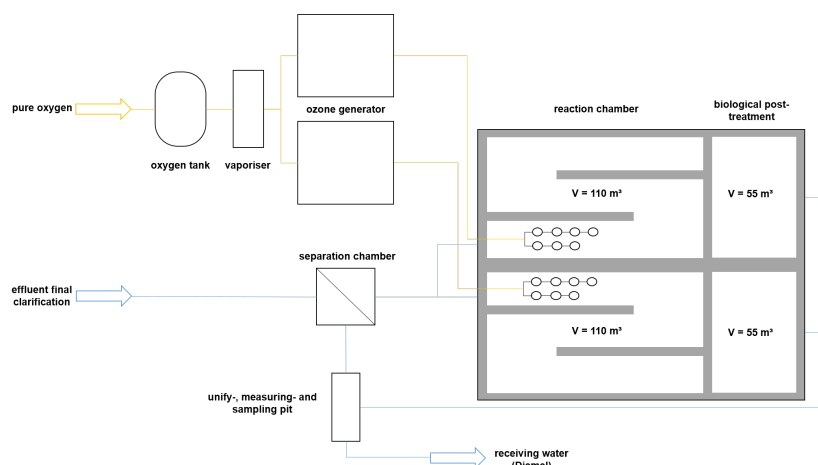 pure oxygen
oxygen tank
vaporiser
ozone generator
reaction chamber
biological post-
treatment
V = 110 m³
V = 55 m³
separation chamber
effluent final
clarification
V = 110 m³
V = 55 m³
unify-, measuring- and
sampling pit
receiving water
(Diemel)